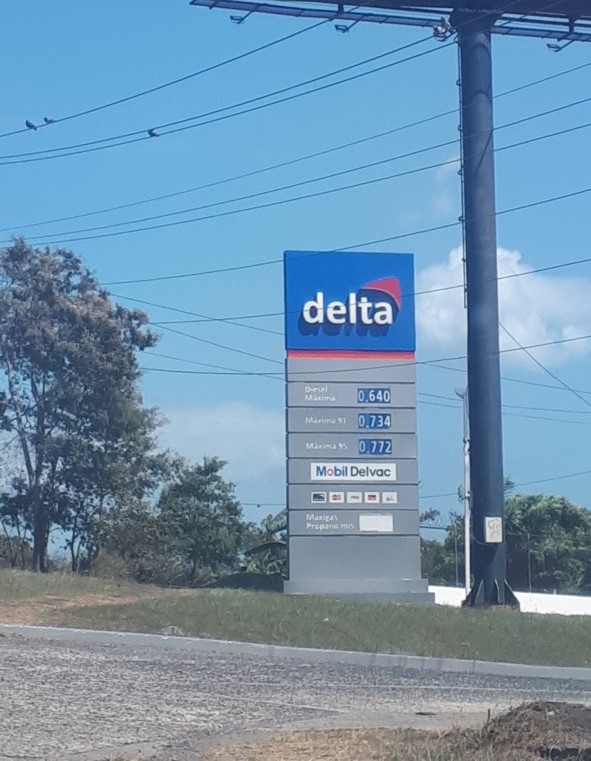 delta
Diesel
Máxima
0,640
Máxima 91
0,734
Máxima 95
0,772
Mobil Delvac
Maxigas
Propano